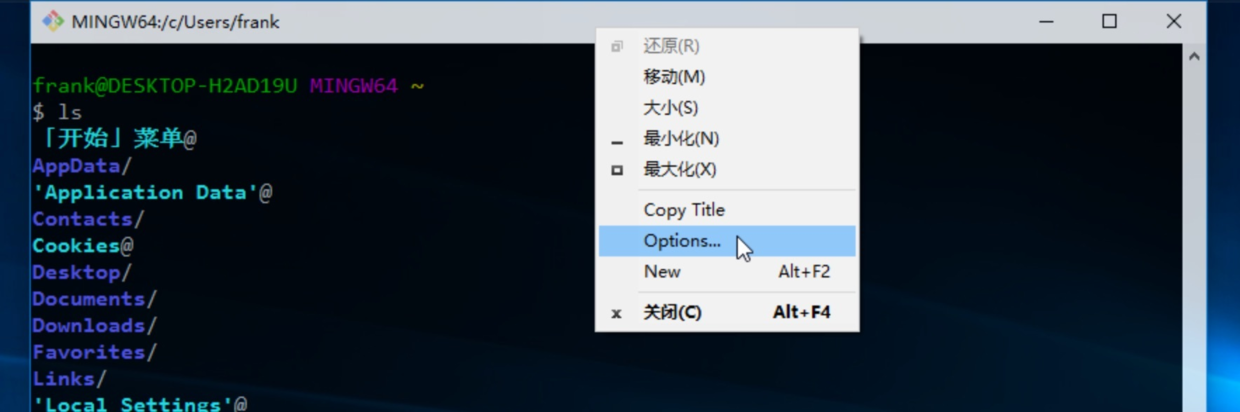 MINGW64:/c/Users/frank
还原(R)
移动(M)
大小(S)
最小化(N)
最大化(X)
Copy Title
Options...
New Alt+F2
x 关闭(C) Alt+F4
frank@DESKTOP-H2AD19U MINGW64 ~
$ ls
「开始」菜单@
AppData/
'Application Data'@
Contacts/
Cookies@
Desktop/
Documents/
Downloads/
Favorites/
Links/
'Local Settings'@